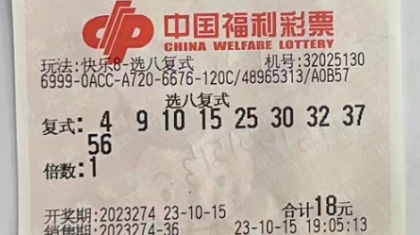 中国福利彩票
CHINA WELFARE LOTTERY
玩法:快乐8-选八复式 机号:32025130
6999-0ACC-A720-6676-120C/48965313/A0B57
选八复式
复式: 4 9 10 15 25 30 32 37
56
倍数:1
开奖期:2023274 23-10-15 合计18元
销售期:2023274-36 23-10-15 19:05:13